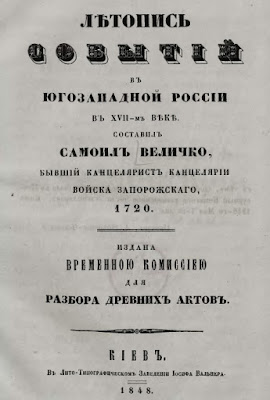 ЛѢТОПИСЬ
СОБЫТІЙ
ВЪ
ЮГОЗАПАДНОЙ РОССІИ
ВЪ XVII-мъ ВѢКѢ.
СОСТАВИЛЪ
САМОИЛЪ ВЕЛИЧКО,
БЫВШІЙ КАНЦЕЛЯРИСТЪ КАНЦЕЛЯРІИ
ВОЙСКА ЗАПОРОЖСКАГО,
1720.
ИЗДАНА
ВРЕМЕННОЮ КОММИССІЕЮ
ДЛЯ
РАЗБОРА ДРЕВНИХЪ АКТОВЪ.
КІЕВЪ,
Въ Лито-Типографическомъ Заведеніи Іосифа Вальнера.
1848.